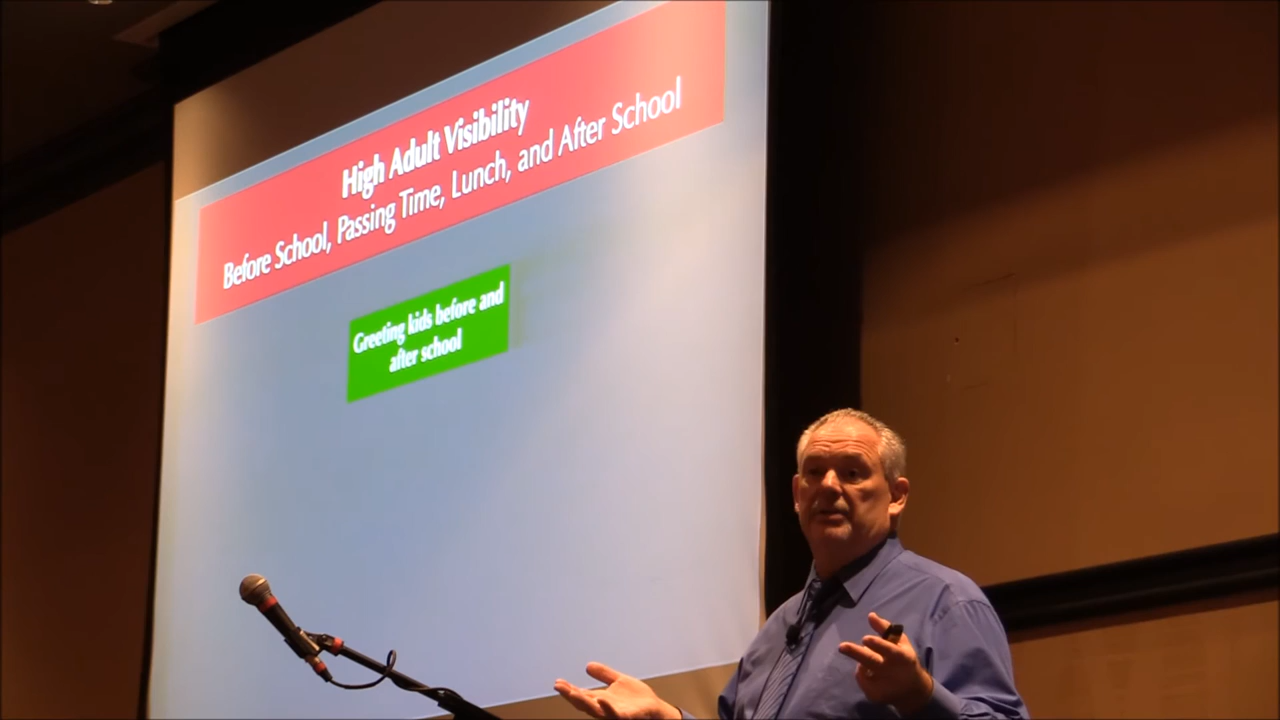 High Adult Visibility
Before School, Passing Time, Lunch, and After School
Greeting kids before and
after school